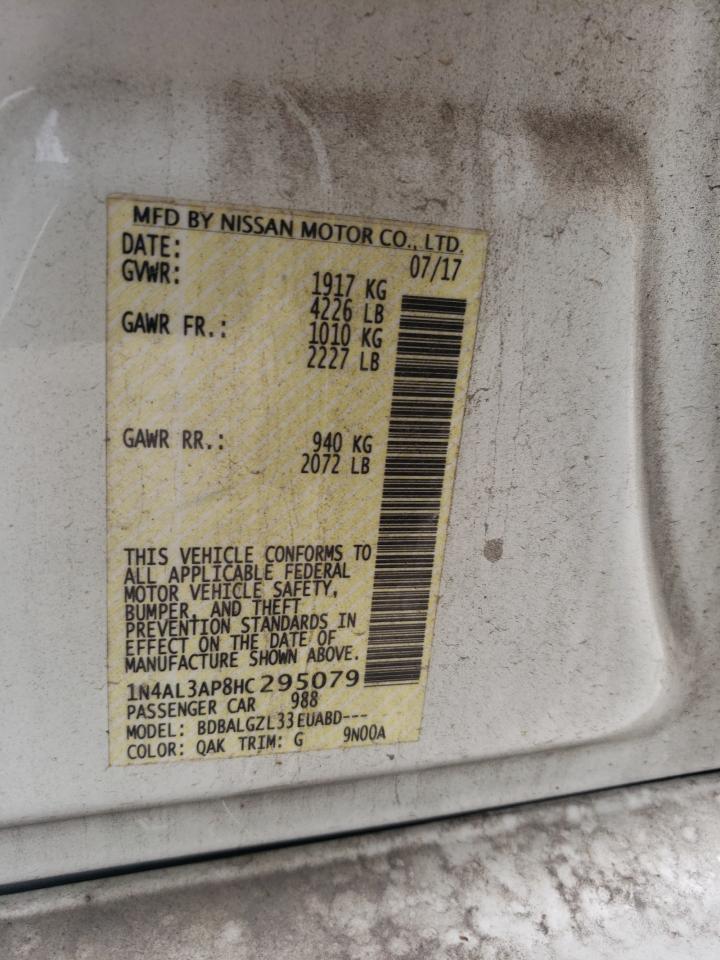 MFD BY NISSAN MOTOR CO., LTD.
DATE: 07/17
GVWR: 1917 KG
4226 LB
GAWR FR.: 1010 KG
2227 LB
GAWR RR.: 940 KG
2072 LB
THIS VEHICLE CONFORMS TO
ALL APPLICABLE FEDERAL
MOTOR VEHICLE SAFETY,
BUMPER, AND THEFT
PREVENTION STANDARDS IN
EFFECT ON THE DATE OF
MANUFACTURE SHOWN ABOVE.
1N4AL3AP8HC295079
PASSENGER CAR 988
MODEL: BDBALGZL33EUABD---
COLOR: QAK TRIM: G 9N00A